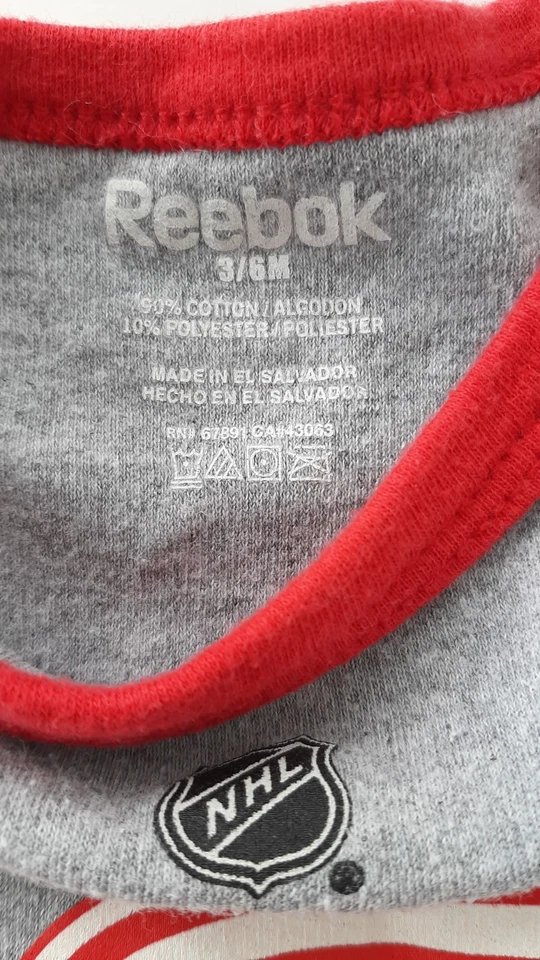 Reebok
3/6M
90% COTTON / ALGODON
10% POLYESTER / POLIESTER
MADE IN EL SALVADOR
HECHO EN EL SALVADOR
RN# 67891 CA#43063
NHL